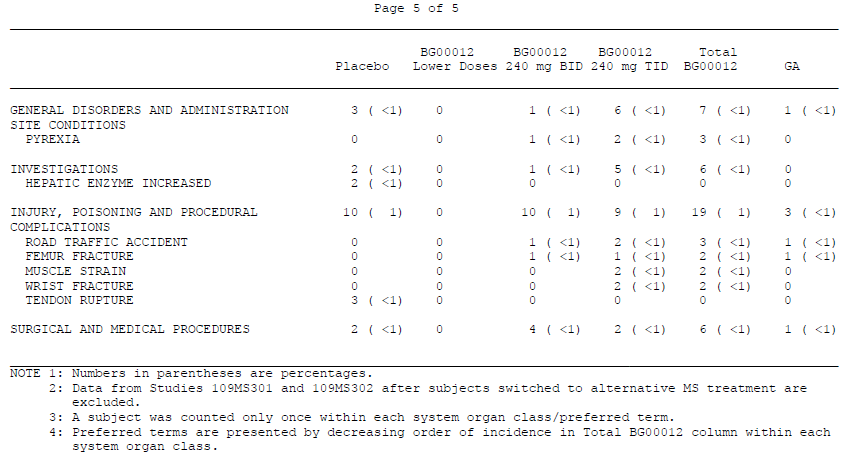 Page 5 of 5
BG00012 BG00012 BG00012 Total
Placebo Lower Doses 240 mg BID 240 mg TID BG00012 GA
GENERAL DISORDERS AND ADMINISTRATION 3 ( <1) 0 1 ( <1) 6 ( <1) 7 ( <1) 1 ( <1)
SITE CONDITIONS
PYREXIA 0 0 1 ( <1) 2 ( <1) 3 ( <1) 0
INVESTIGATIONS 2 ( <1) 0 1 ( <1) 5 ( <1) 6 ( <1) 0
HEPATIC ENZYME INCREASED 2 ( <1) 0 0 0 0 0
INJURY, POISONING AND PROCEDURAL 10 ( 1) 0 10 ( 1) 9 ( 1) 19 ( 1) 3 ( <1)
COMPLICATIONS
ROAD TRAFFIC ACCIDENT 0 0 1 ( <1) 2 ( <1) 3 ( <1) 1 ( <1)
FEMUR FRACTURE 0 0 1 ( <1) 1 ( <1) 2 ( <1) 1 ( <1)
MUSCLE STRAIN 0 0 0 2 ( <1) 2 ( <1) 0
WRIST FRACTURE 0 0 0 2 ( <1) 2 ( <1) 0
TENDON RUPTURE 3 ( <1) 0 0 0 0 0
SURGICAL AND MEDICAL PROCEDURES 2 ( <1) 0 4 ( <1) 2 ( <1) 6 ( <1) 1 ( <1)
NOTE 1: Numbers in parentheses are percentages.
2: Data from Studies 109MS301 and 109MS302 after subjects switched to alternative MS treatment are
excluded.
3: A subject was counted only once within each system organ class/preferred term.
4: Preferred terms are presented by decreasing order of incidence in Total BG00012 column within each
system organ class.